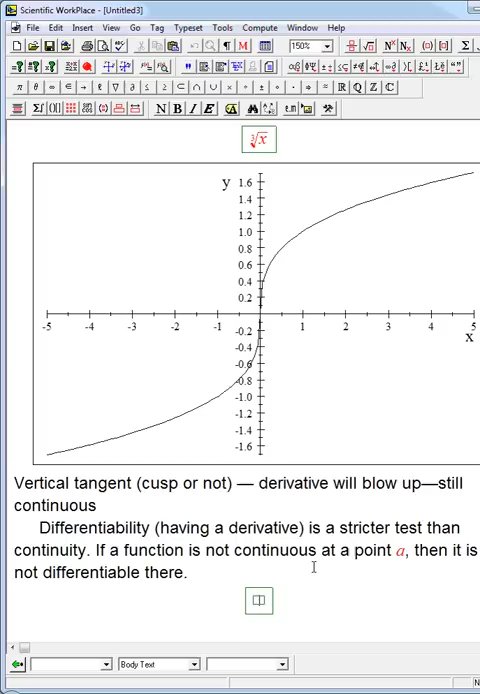 Scientific WorkPlace - [Untitled3]
File Edit Insert View Go Tag Typeset Tools Compute Window Help
150%
N B I E
∛x
y
1.6
1.4
1.2
1.0
0.8
0.6
0.4
0.2
-5 -4 -3 -2 -1 1 2 3 4 5
x
-0.2
-0.4
-0.6
-0.8
-1.0
-1.2
-1.4
-1.6
Vertical tangent (cusp or not) — derivative will blow up—still
continuous
Differentiability (having a derivative) is a stricter test than
continuity. If a function is not continuous at a point a, then it is
not differentiable there.
Body Text